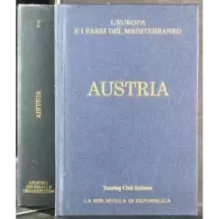 I
AUSTRIA
L'EUROPA
E I PAESI DEL MEDITERRANEO
AUSTRIA
Touring Club Italiano
LA BIBLIOTECA DI REPUBBLICA